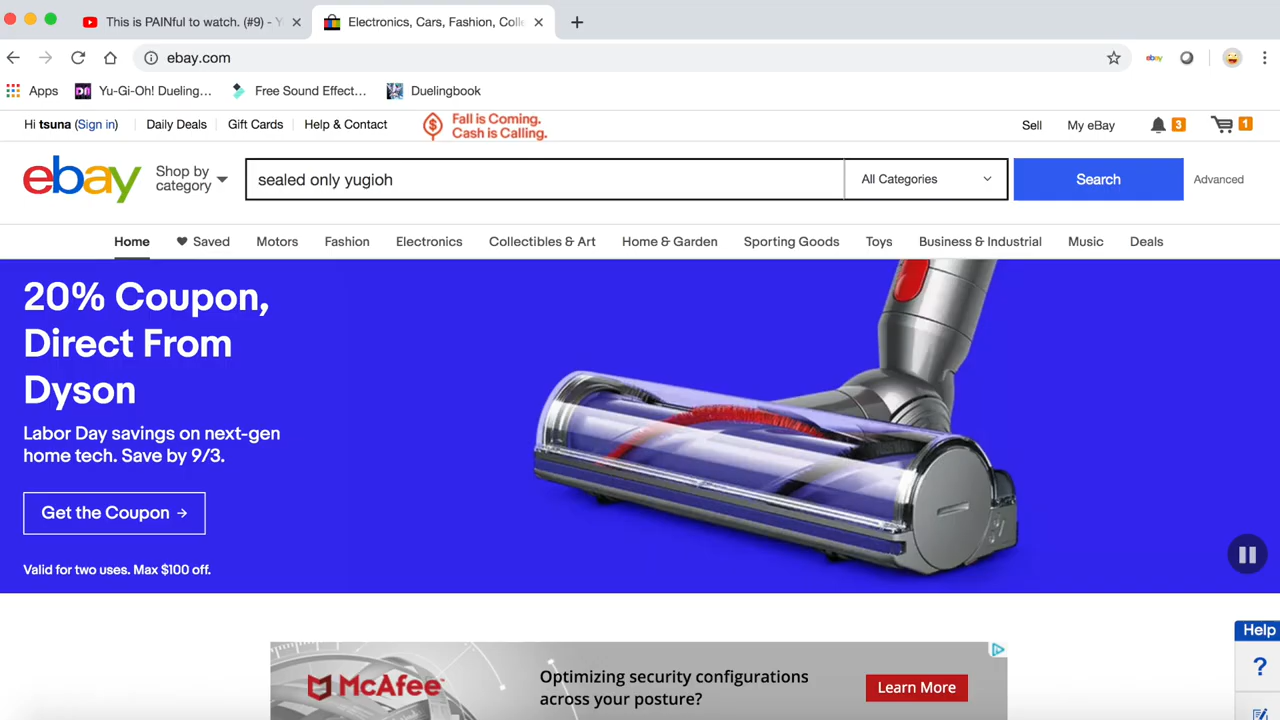 This is PAINful to watch. (#9) - Y
Electronics, Cars, Fashion, Colle
ebay.com
ebay
Apps
Yu-Gi-Oh! Dueling...
Free Sound Effect...
Duelingbook
Hi tsuna (Sign in)
Daily Deals
Gift Cards
Help & Contact
$
Fall is Coming.
Cash is Calling.
Sell
My eBay
3
1
ebay
Shop by
category
sealed only yugioh
All Categories
Search
Advanced
Home
Saved
Motors
Fashion
Electronics
Collectibles & Art
Home & Garden
Sporting Goods
Toys
Business & Industrial
Music
Deals
20% Coupon,
Direct From
Dyson
Labor Day savings on next-gen
home tech. Save by 9/3.
Get the Coupon →
Valid for two uses. Max $100 off.
McAfee
Optimizing security configurations
across your posture?
Learn More
Help
?